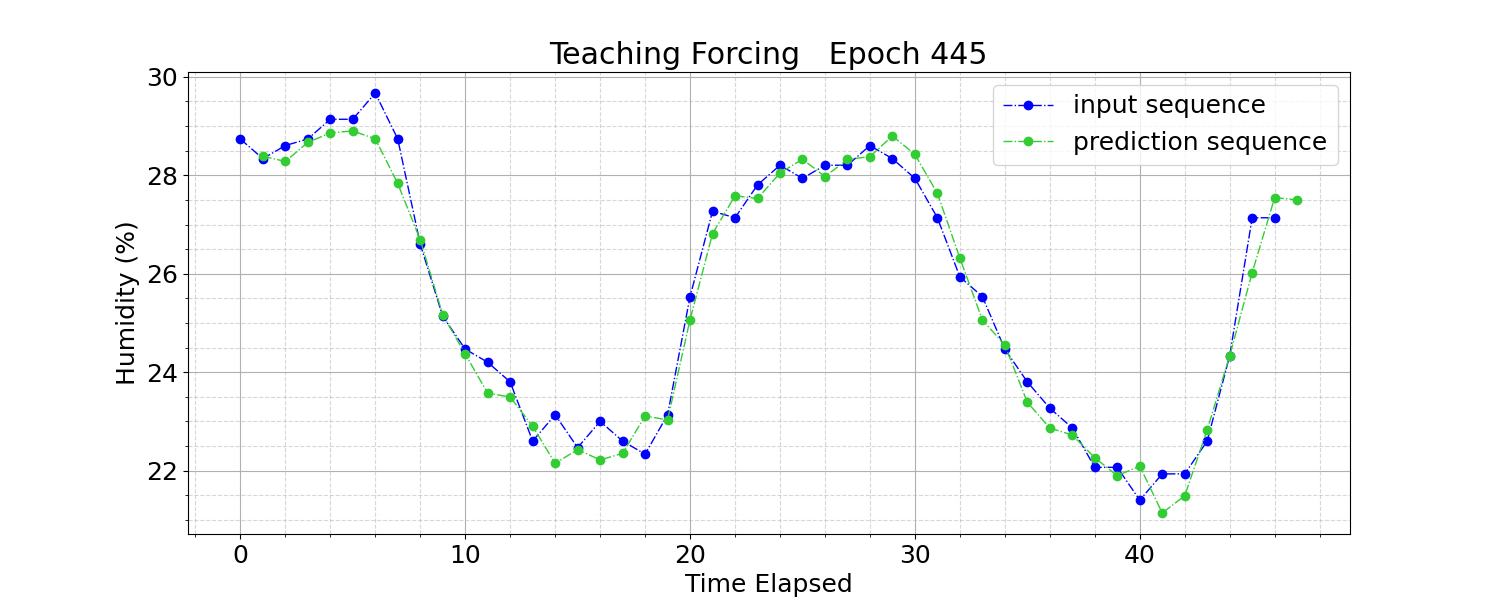 Teaching Forcing   Epoch 445
30
28
26
24
22
Humidity (%)
input sequence
prediction sequence
0 10 20 30 40
Time Elapsed